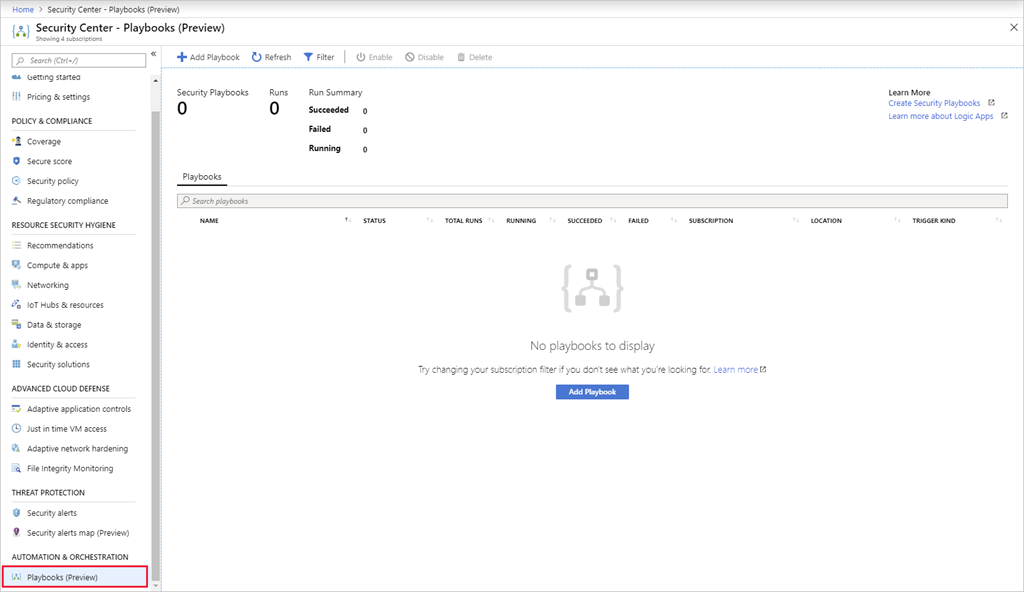 Home > Security Center - Playbooks (Preview)
Security Center - Playbooks (Preview)
Showing 4 subscriptions
Search (Ctrl+/)
Getting started
Pricing & settings
POLICY & COMPLIANCE
Coverage
Secure score
Security policy
Regulatory compliance
RESOURCE SECURITY HYGIENE
Recommendations
Compute & apps
Networking
IoT Hubs & resources
Data & storage
Identity & access
Security solutions
ADVANCED CLOUD DEFENSE
Adaptive application controls
Just in time VM access
Adaptive network hardening
File Integrity Monitoring
THREAT PROTECTION
Security alerts
Security alerts map (Preview)
AUTOMATION & ORCHESTRATION
Playbooks (Preview)
Add Playbook Refresh Filter Enable Disable Delete
Security Playbooks
0
Runs
0
Run Summary
Succeeded 0
Failed 0
Running 0
Learn More
Create Security Playbooks
Learn more about Logic Apps
Playbooks
Search playbooks
NAME STATUS TOTAL RUNS RUNNING SUCCEEDED FAILED SUBSCRIPTION LOCATION TRIGGER KIND
No playbooks to display
Try changing your subscription filter if you don't see what you're looking for. Learn more
Add Playbook